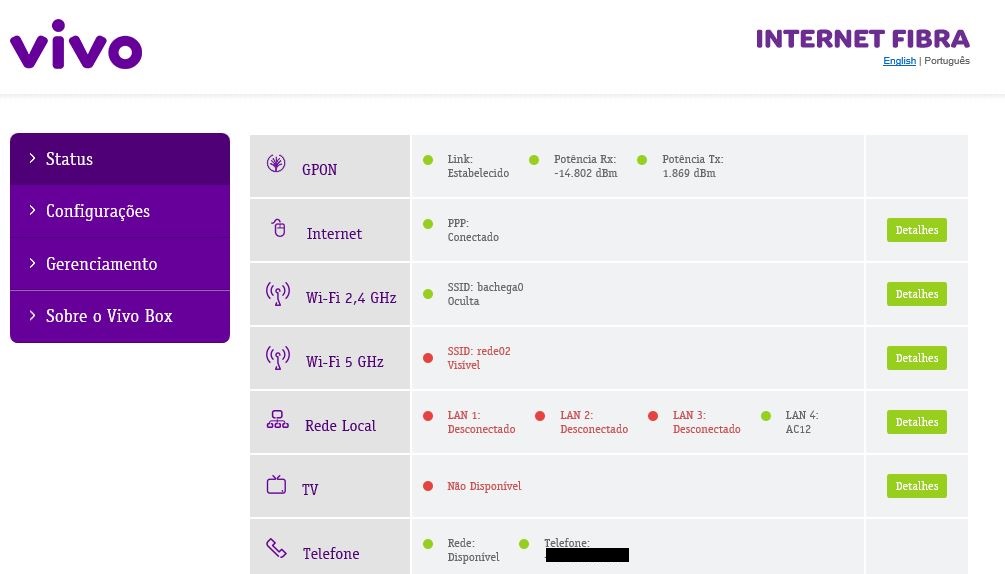 vivo
INTERNET FIBRA
English | Português
Status
Configurações
Gerenciamento
Sobre o Vivo Box
GPON
Link:
Estabelecido
Potência Rx:
-14.802 dBm
Potência Tx:
1.869 dBm
Internet
PPP:
Conectado
Detalhes
Wi-Fi 2,4 GHz
SSID: bachega0
Oculta
Detalhes
Wi-Fi 5 GHz
SSID: rede02
Visível
Detalhes
Rede Local
LAN 1:
Desconectado
LAN 2:
Desconectado
LAN 3:
Desconectado
LAN 4:
AC12
Detalhes
TV
Não Disponível
Detalhes
Telefone
Rede:
Disponível
Telefone: